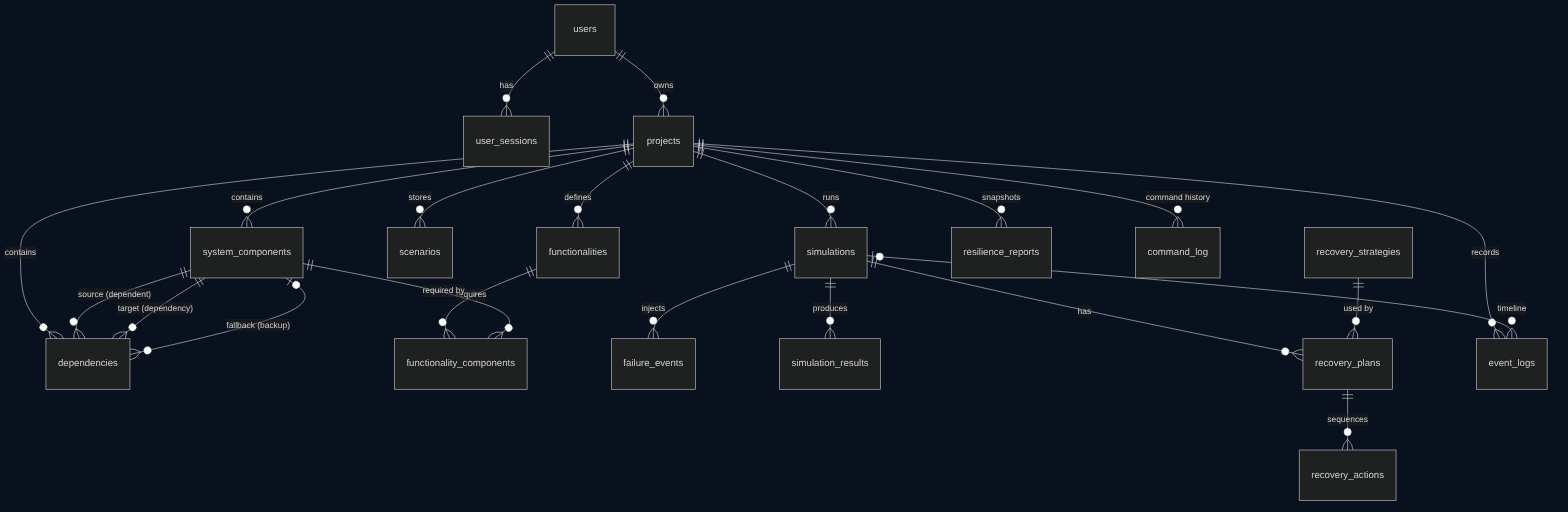 users
has
owns
user_sessions
projects
contains
stores
defines
runs
snapshots
command history
system_components
scenarios
functionalities
simulations
resilience_reports
command_log
recovery_strategies
contains
records
source (dependent)
required by
requires
target (dependency)
fallback (backup)
injects
produces
has
used by
timeline
dependencies
functionality_components
failure_events
simulation_results
recovery_plans
event_logs
sequences
recovery_actions